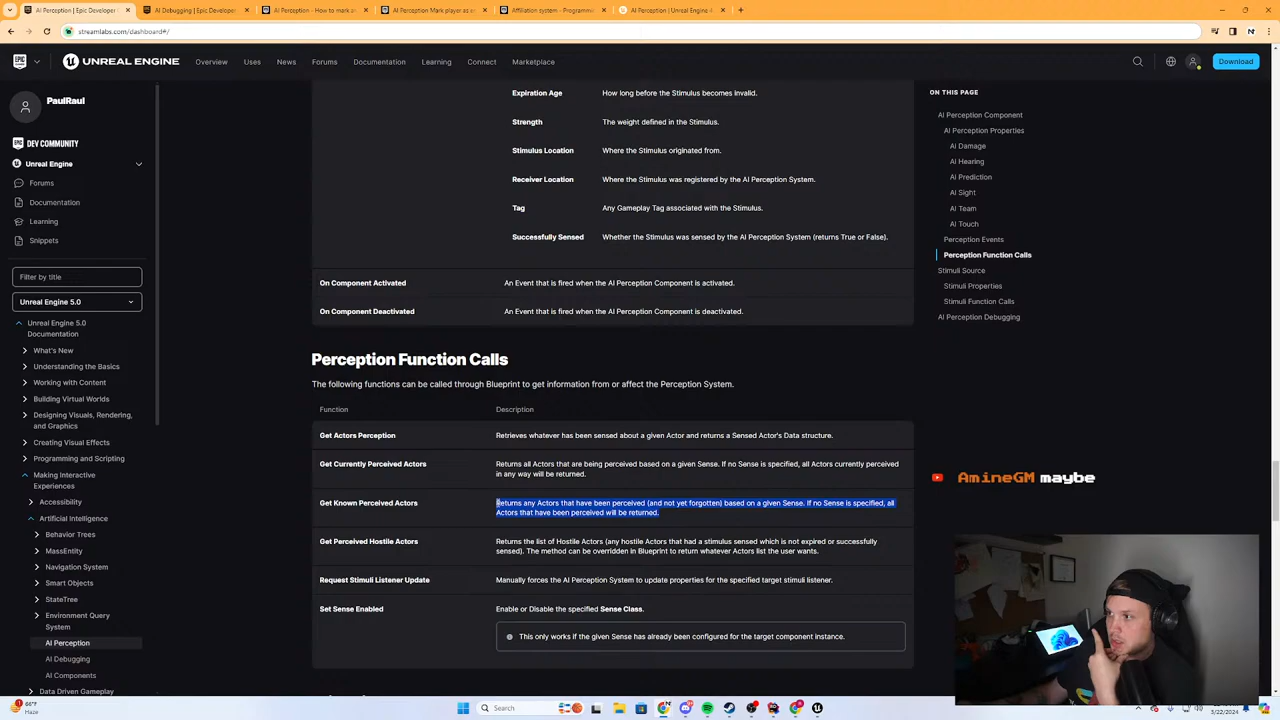 AI Perception | Epic Developer
AI Debugging | Epic Developer
AI Perception - How to mark a
AI Perception Mark player as e
Affiliation system - Programmin
AI Perception | Unreal Engine 4
streamlabs.com/dashboard#/
UNREAL ENGINE
Overview
Uses
News
Forums
Documentation
Learning
Connect
Marketplace
Download
PaulRaul
EPIC DEV COMMUNITY
Unreal Engine
Forums
Documentation
Learning
Snippets
Filter by title
Unreal Engine 5.0
Unreal Engine 5.0
Documentation
What's New
Understanding the Basics
Working with Content
Building Virtual Worlds
Designing Visuals, Rendering,
and Graphics
Creating Visual Effects
Programming and Scripting
Making Interactive
Experiences
Accessibility
Artificial Intelligence
Behavior Trees
MassEntity
Navigation System
Smart Objects
StateTree
Environment Query
System
AI Perception
AI Debugging
AI Components
Data Driven Gameplay
Expiration Age How long before the Stimulus becomes invalid.
Strength The weight defined in the Stimulus.
Stimulus Location Where the Stimulus originated from.
Receiver Location Where the Stimulus was registered by the AI Perception System.
Tag Any Gameplay Tag associated with the Stimulus.
Successfully Sensed Whether the Stimulus was sensed by the AI Perception System (returns True or False).
On Component Activated An Event that is fired when the AI Perception Component is activated.
On Component Deactivated An Event that is fired when the AI Perception Component is deactivated.
Perception Function Calls
The following functions can be called through Blueprint to get information from or affect the Perception System.
Function Description
Get Actors Perception Retrieves whatever has been sensed about a given Actor and returns a Sensed Actor's Data structure.
Get Currently Perceived Actors Returns all Actors that are being perceived based on a given Sense. If no Sense is specified, all Actors currently perceived
in any way will be returned.
Get Known Perceived Actors Returns any Actors that have been perceived (and not yet forgotten) based on a given Sense. If no Sense is specified, all
Actors that have been perceived will be returned.
Get Perceived Hostile Actors Returns the list of Hostile Actors (any hostile Actors that had a stimulus sensed which is not expired or successfully
sensed). The method can be overridden in Blueprint to return whatever Actors list the user wants.
Request Stimuli Listener Update Manually forces the AI Perception System to update properties for the specified target stimuli listener.
Set Sense Enabled Enable or Disable the specified Sense Class.
This only works if the given Sense has already been configured for the target component instance.
ON THIS PAGE
AI Perception Component
AI Perception Properties
AI Damage
AI Hearing
AI Prediction
AI Sight
AI Team
AI Touch
Perception Events
Perception Function Calls
Stimuli Source
Stimuli Properties
Stimuli Function Calls
AI Perception Debugging
AmineGM maybe
66°F
Haze
Search
5/22/2024